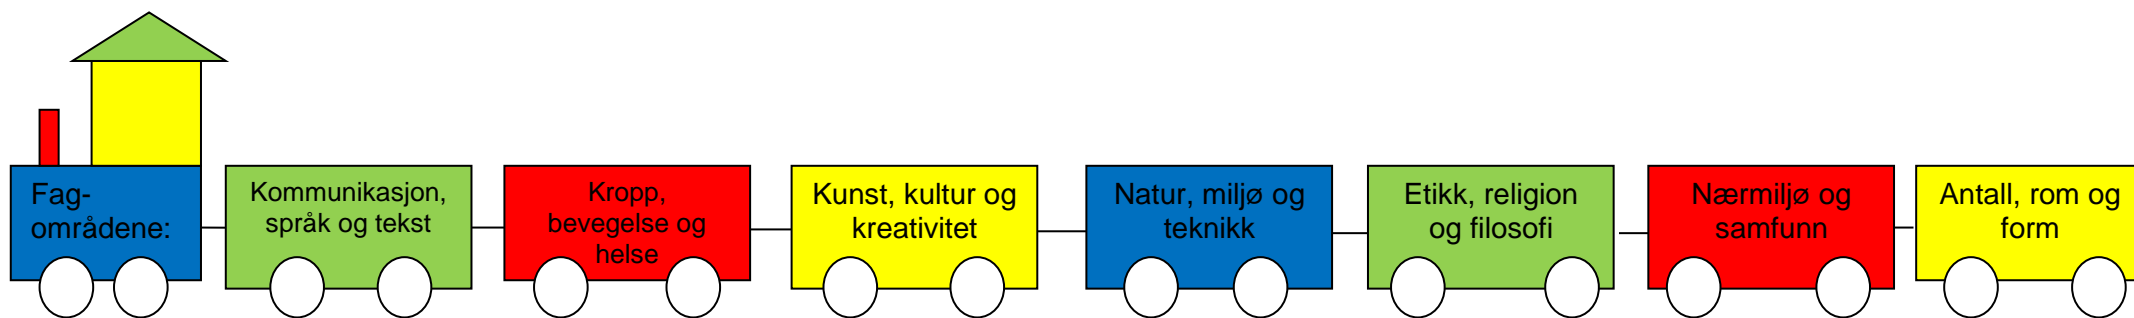 Fag-
områdene:
Kommunikasjon,
språk og tekst
Kropp,
bevegelse og
helse
Kunst, kultur og
kreativitet
Natur, miljø og
teknikk
Etikk, religion
og filosofi
Nærmiljø og
samfunn
Antall, rom og
form